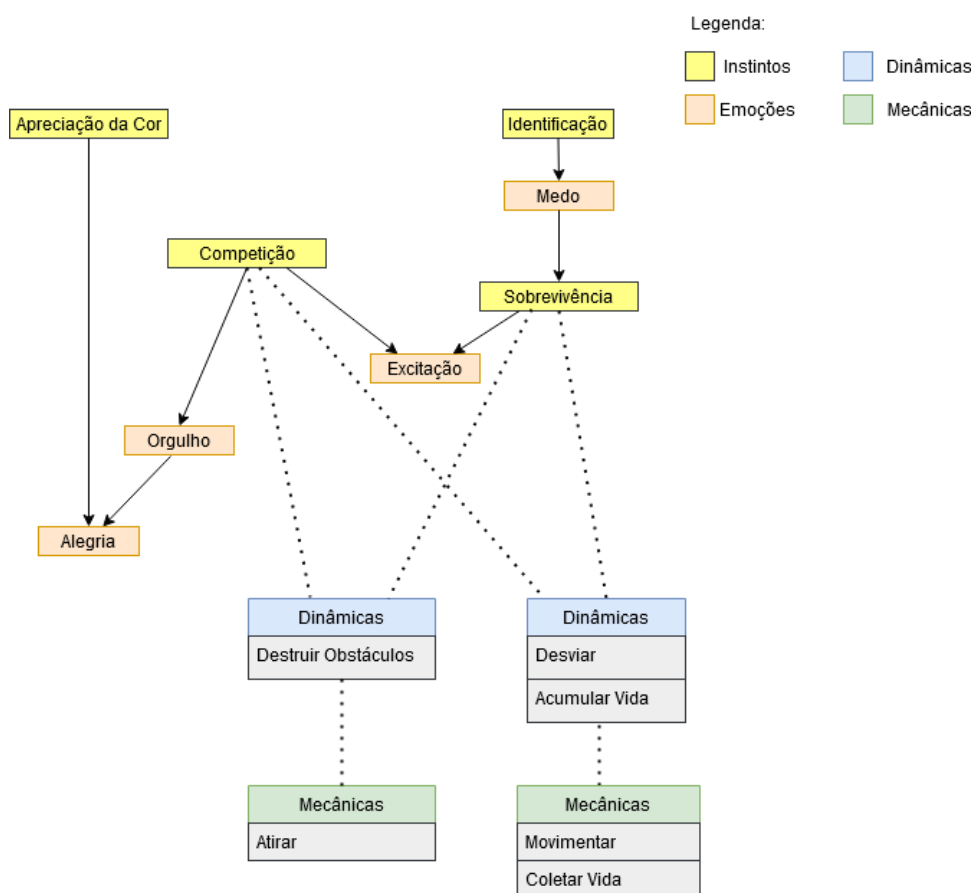 Legenda:
Instintos
Dinâmicas
Emoções
Mecânicas
Apreciação da Cor
Identificação
Medo
Competição
Sobrevivência
Excitação
Orgulho
Alegria
Dinâmicas
Destruir Obstáculos
Dinâmicas
Desviar
Acumular Vida
Mecânicas
Atirar
Mecânicas
Movimentar
Coletar Vida